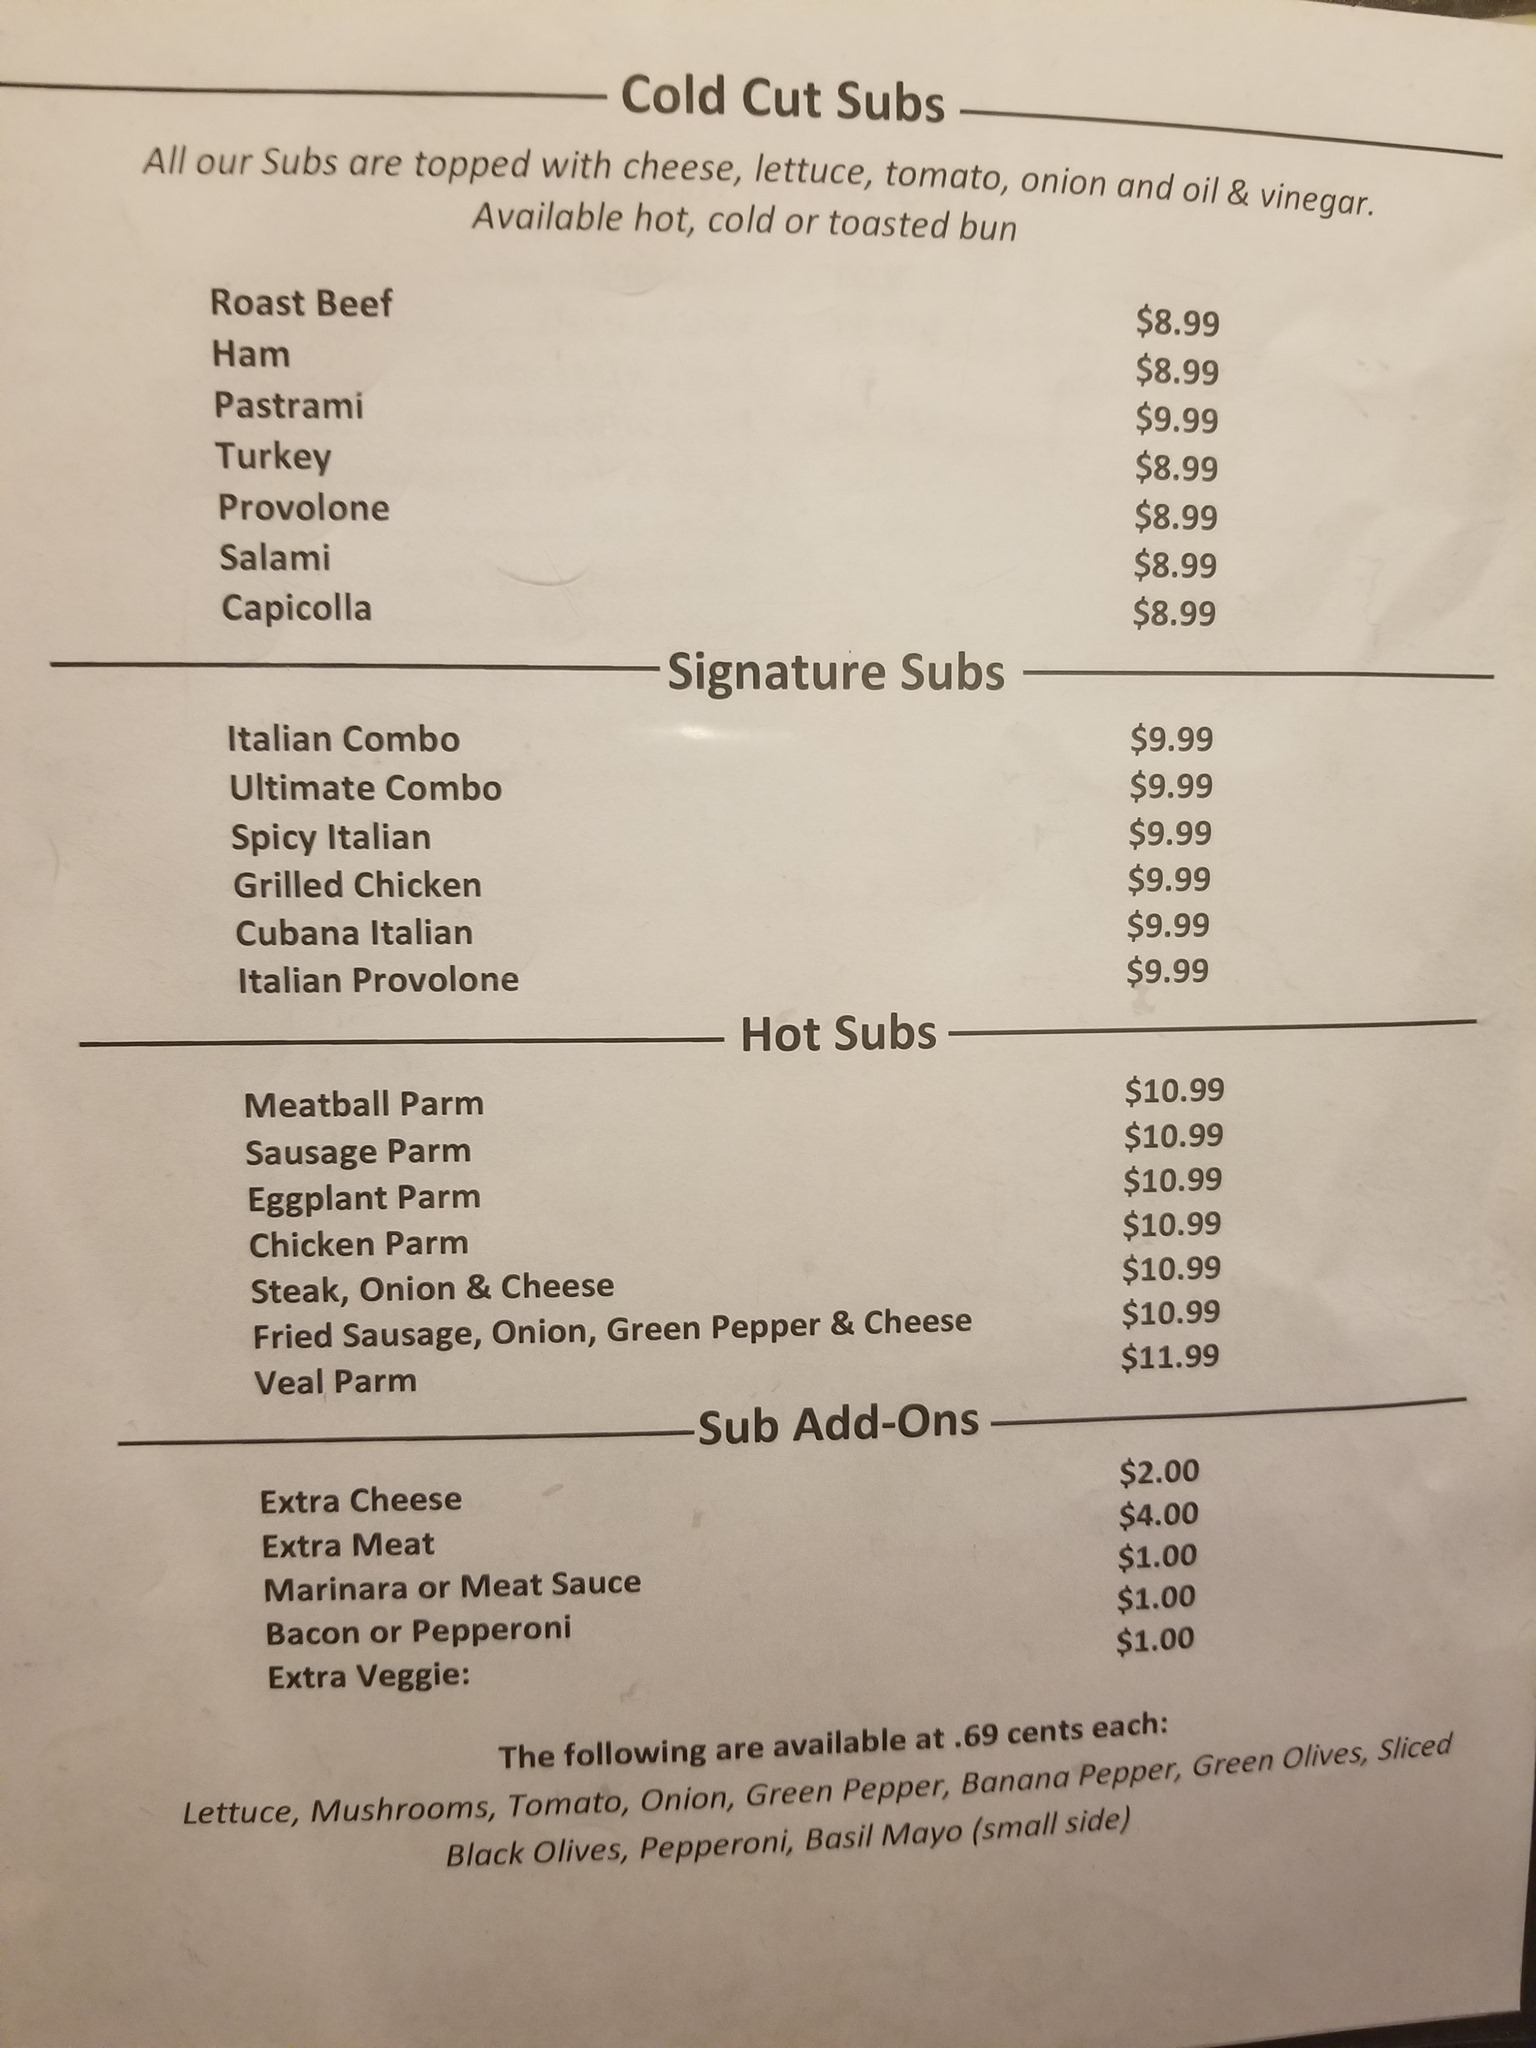 Cold Cut Subs
All our Subs are topped with cheese, lettuce, tomato, onion and oil & vinegar.
Available hot, cold or toasted bun
Roast Beef $8.99
Ham $8.99
Pastrami $9.99
Turkey $8.99
Provolone $8.99
Salami $8.99
Capicolla $8.99
Signature Subs
Italian Combo $9.99
Ultimate Combo $9.99
Spicy Italian $9.99
Grilled Chicken $9.99
Cubana Italian $9.99
Italian Provolone $9.99
Hot Subs
Meatball Parm $10.99
Sausage Parm $10.99
Eggplant Parm $10.99
Chicken Parm $10.99
Steak, Onion & Cheese $10.99
Fried Sausage, Onion, Green Pepper & Cheese $10.99
Veal Parm $11.99
Sub Add-Ons
Extra Cheese $2.00
Extra Meat $4.00
Marinara or Meat Sauce $1.00
Bacon or Pepperoni $1.00
Extra Veggie: $1.00
The following are available at .69 cents each:
Lettuce, Mushrooms, Tomato, Onion, Green Pepper, Banana Pepper, Green Olives, Sliced
Black Olives, Pepperoni, Basil Mayo (small side)